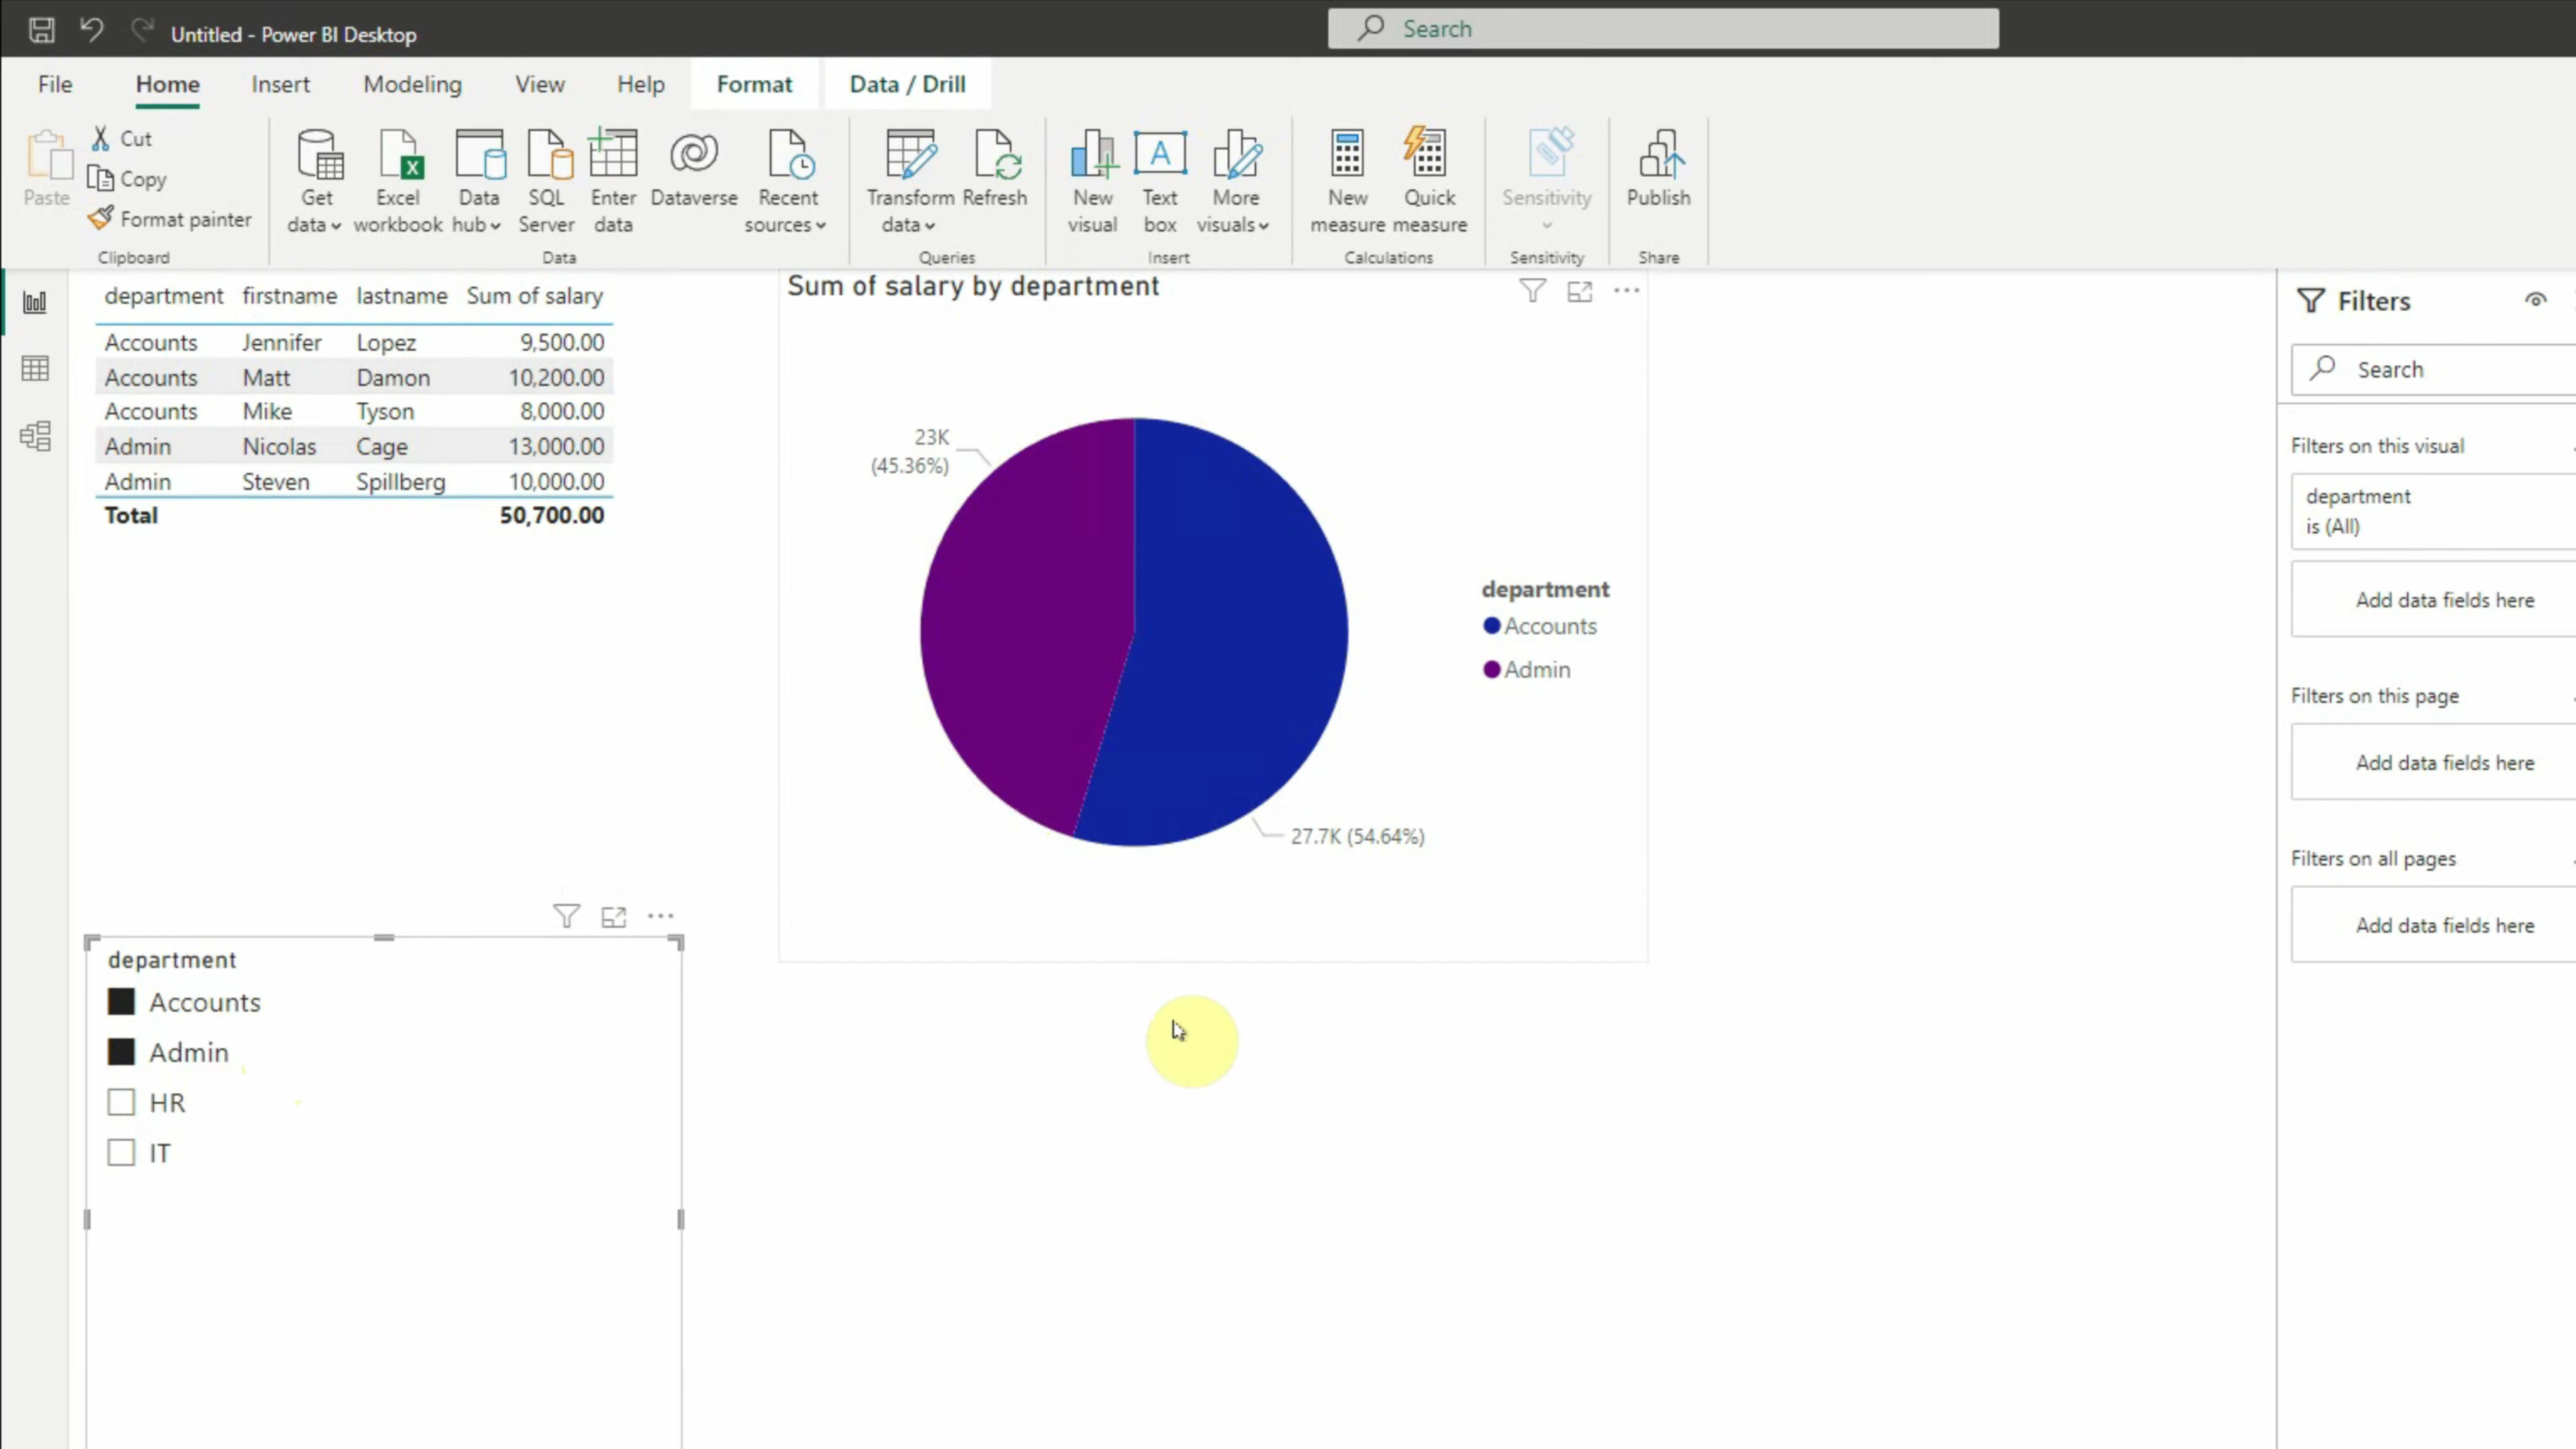 Untitled - Power BI Desktop
Search
File Home Insert Modeling View Help Format Data / Drill
Paste
Cut
Copy
Format painter
Clipboard
Get data
Excel workbook
Data hub
SQL Server
Enter data
Dataverse
Recent sources
Data
Transform data
Refresh
Queries
New visual
Text box
More visuals
Insert
New measure
Quick measure
Calculations
Sensitivity
Sensitivity
Publish
Share
department firstname lastname Sum of salary
Accounts Jennifer Lopez 9,500.00
Accounts Matt Damon 10,200.00
Accounts Mike Tyson 8,000.00
Admin Nicolas Cage 13,000.00
Admin Steven Spillberg 10,000.00
Total 50,700.00
Sum of salary by department
23K
(45.36%)
27.7K (54.64%)
department
Accounts
Admin
department
Accounts
Admin
HR
IT
Filters
Search
Filters on this visual
department
is (All)
Add data fields here
Filters on this page
Add data fields here
Filters on all pages
Add data fields here